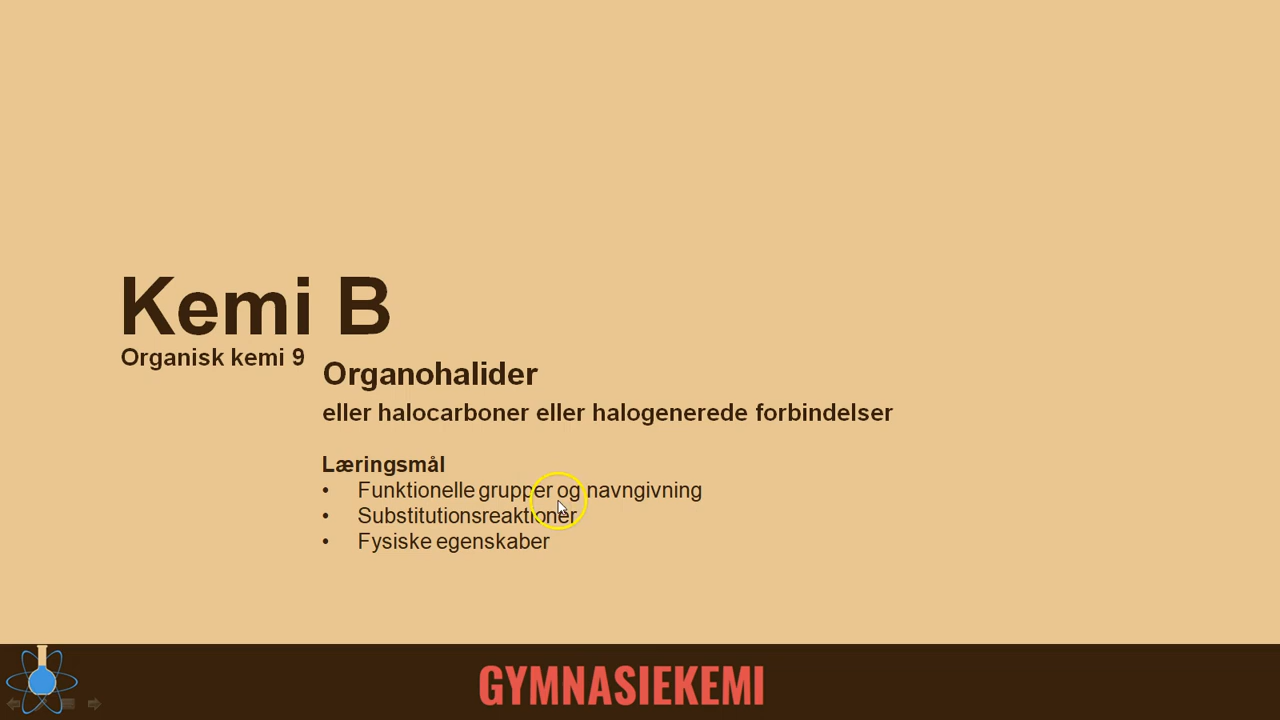 Kemi B
Organisk kemi 9
Organohalider
eller halocarboner eller halogenerede forbindelser
Læringsmål
• Funktionelle grupper og navngivning
• Substitutionsreaktioner
• Fysiske egenskaber
GYMNASIEKEMI